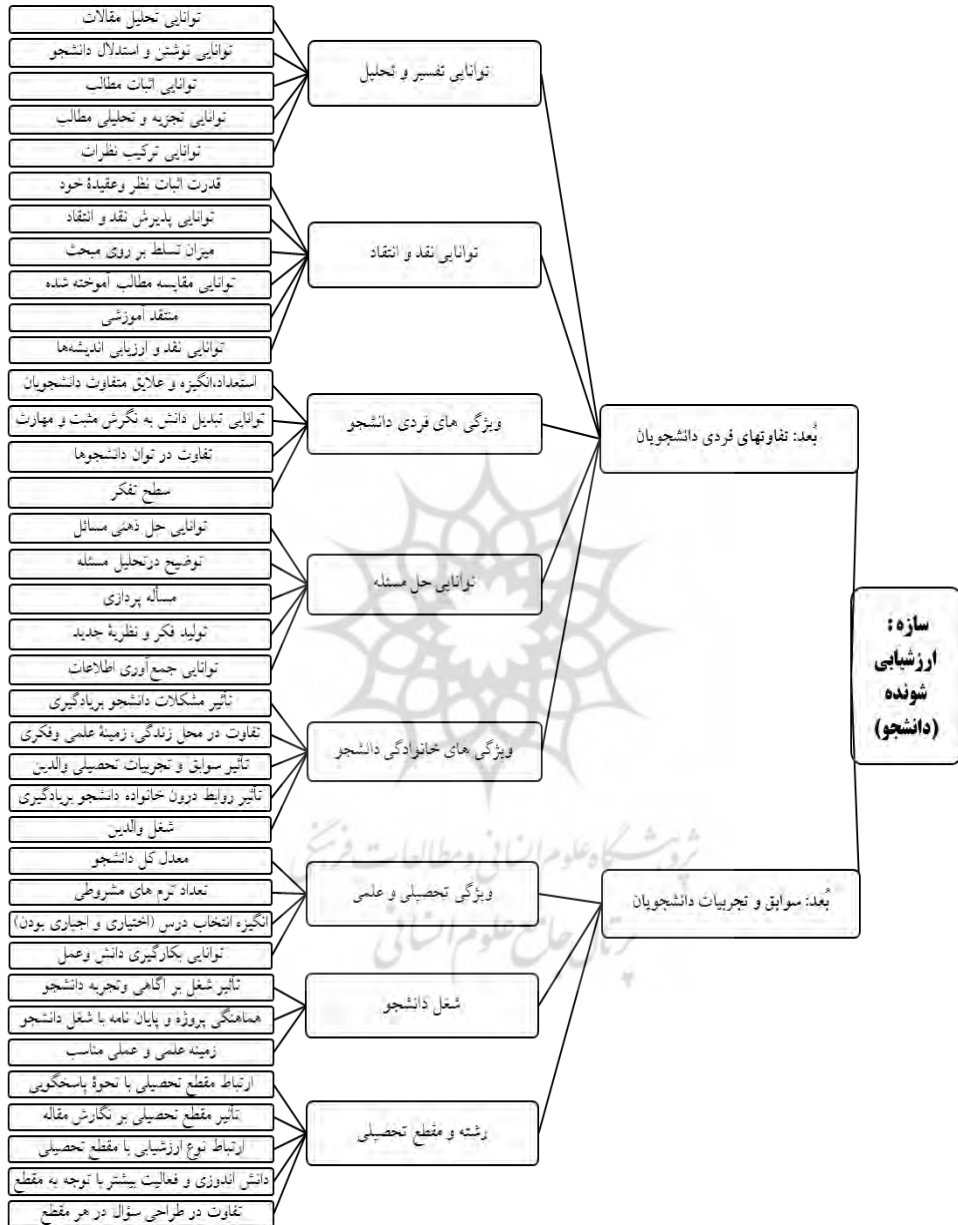 سازه :
ارزشیابی
شونده
(دانشجو)
بُعد: تفاوتهای فردی دانشجویان
توانایی تفسیر و تحلیل
توانایی تحلیل مقالات
توانایی نوشتن و استدلال دانشجو
توانایی اثبات مطالب
توانایی تجزیه و تحلیلی مطالب
توانایی ترکیب نظرات
توانایی نقد و انتقاد
قدرت اثبات نظر وعقیدهٔ خود
توانایی پذیرش نقد و انتقاد
میزان تسلط بر روی مبحث
توانایی مقایسه مطالب آموخته شده
منتقد آموزشی
توانایی نقد و ارزیابی اندیشه‌ها
ویژگی های فردی دانشجو
استعداد،انگیزه و علایق متفاوت دانشجویان
توانایی تبدیل دانش به نگرش مثبت و مهارت
تفاوت در توان دانشجوها
سطح تفکر
توانایی حل مسئله
توانایی حل ذهنی مسائل
توضیح درتحلیل مسئله
مسأله پردازی
تولید فکر و نظریهٔ جدید
توانایی جمع‌آوری اطلاعات
ویژگی های خانوادگی دانشجو
تأثیر مشکلات دانشجو بریادگیری
تفاوت در محل زندگی، زمینهٔ علمی وفکری
تأثیر سوابق و تجربیات تحصیلی والدین
تأثیر روابط درون خانواده دانشجو بریادگیری
شغل والدین
بُعد: سوابق و تجربیات دانشجویان
ویژگی تحصیلی و علمی
معدل کل دانشجو
تعداد ترم های مشروطی
انگیزه انتخاب درس (اختیاری و اجباری بودن)
توانایی بکارگیری دانش وعمل
شغل دانشجو
تأثیر شغل بر آگاهی وتجربه دانشجو
هماهنگی پروژه و پایان نامه با شغل دانشجو
زمینه علمی و عملی مناسب
رشته و مقطع تحصیلی
ارتباط مقطع تحصیلی با نحوهٔ پاسخگویی
تأثیر مقطع تحصیلی بر نگارش مقاله
ارتباط نوع ارزشیابی با مقطع تحصیلی
دانش اندوزی و فعالیت بیشتر با توجه به مقطع
تفاوت در طراحی سؤال در هر مقطع
پژوهشگاه علوم انسانی و مطالعات فرهنگی
پرتال جامع علوم انسانی